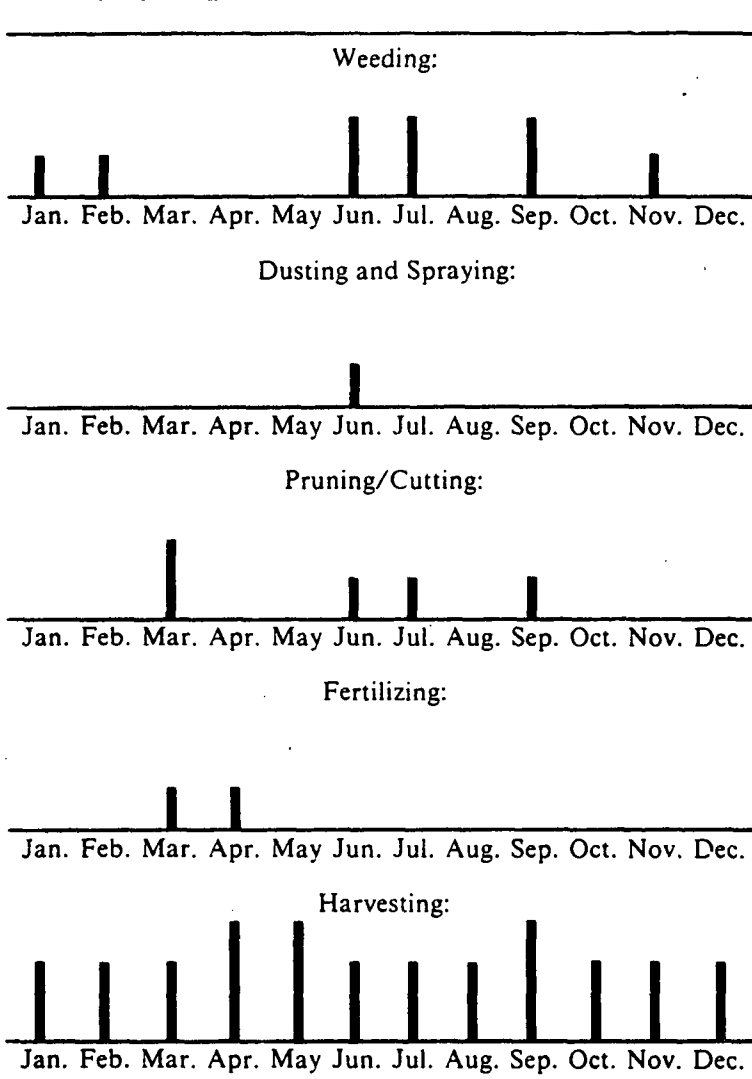 Weeding:
Jan. Feb. Mar. Apr. May Jun. Jul. Aug. Sep. Oct. Nov. Dec.
Dusting and Spraying:
Jan. Feb. Mar. Apr. May Jun. Jul. Aug. Sep. Oct. Nov. Dec.
Pruning/Cutting:
Jan. Feb. Mar. Apr. May Jun. Jul. Aug. Sep. Oct. Nov. Dec.
Fertilizing:
Jan. Feb. Mar. Apr. May Jun. Jul. Aug. Sep. Oct. Nov. Dec.
Harvesting:
Jan. Feb. Mar. Apr. May Jun. Jul. Aug. Sep. Oct. Nov. Dec.